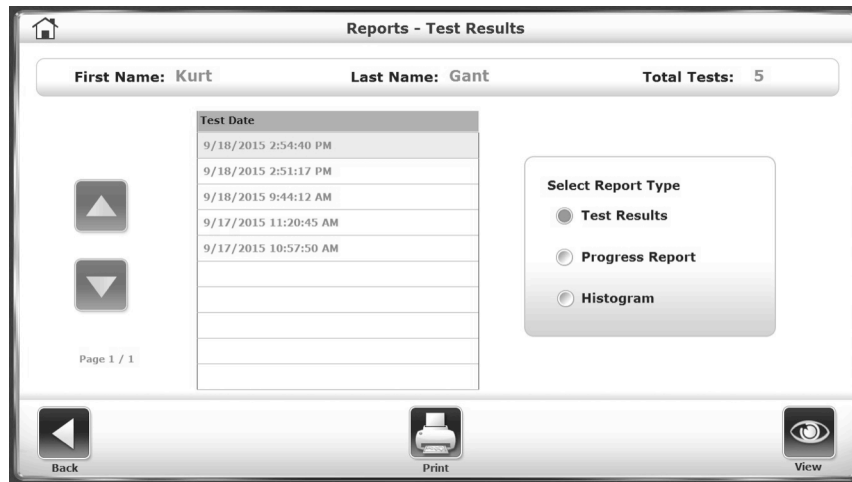 Reports - Test Results
First Name: Kurt Last Name: Gant Total Tests: 5
Test Date
9/18/2015 2:54:40 PM
9/18/2015 2:51:17 PM
9/18/2015 9:44:12 AM
9/17/2015 11:20:45 AM
9/17/2015 10:57:50 AM
Select Report Type
Test Results
Progress Report
Histogram
Page 1 / 1
Back Print View